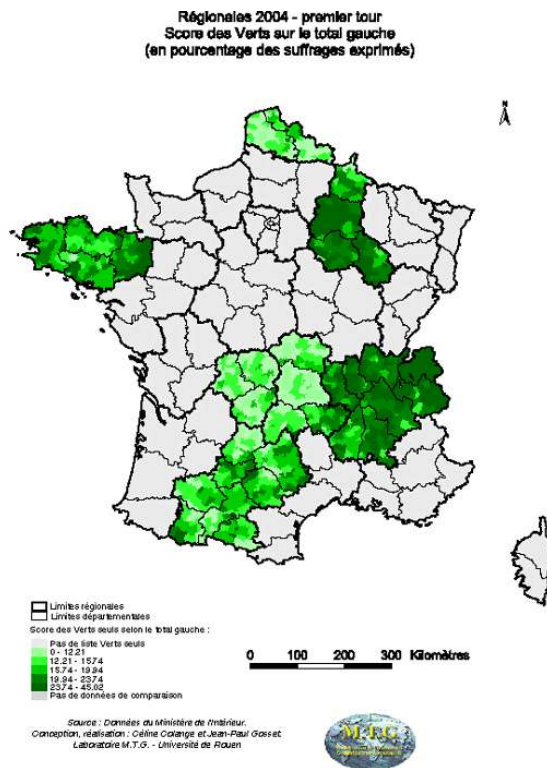 Régionales 2004 - premier tour
Score des Verts sur le total gauche
(en pourcentage des suffrages exprimés)
N
Limites régionales
Limites départementales
Score des Verts seuls selon le total gauche :
Pas de liste Verts seuls
0 - 12.21
12.21 - 15.74
15.74 - 19.94
19.94 - 23.74
23.74 - 45.02
Pas de données de comparaison
0 100 200 300 Kilomètres
Source : Données du Ministère de l'Intérieur.
Conception, réalisation : Céline Colange et Jean-Paul Gosset
Laboratoire M.T.G. - Université de Rouen
M.T.G.